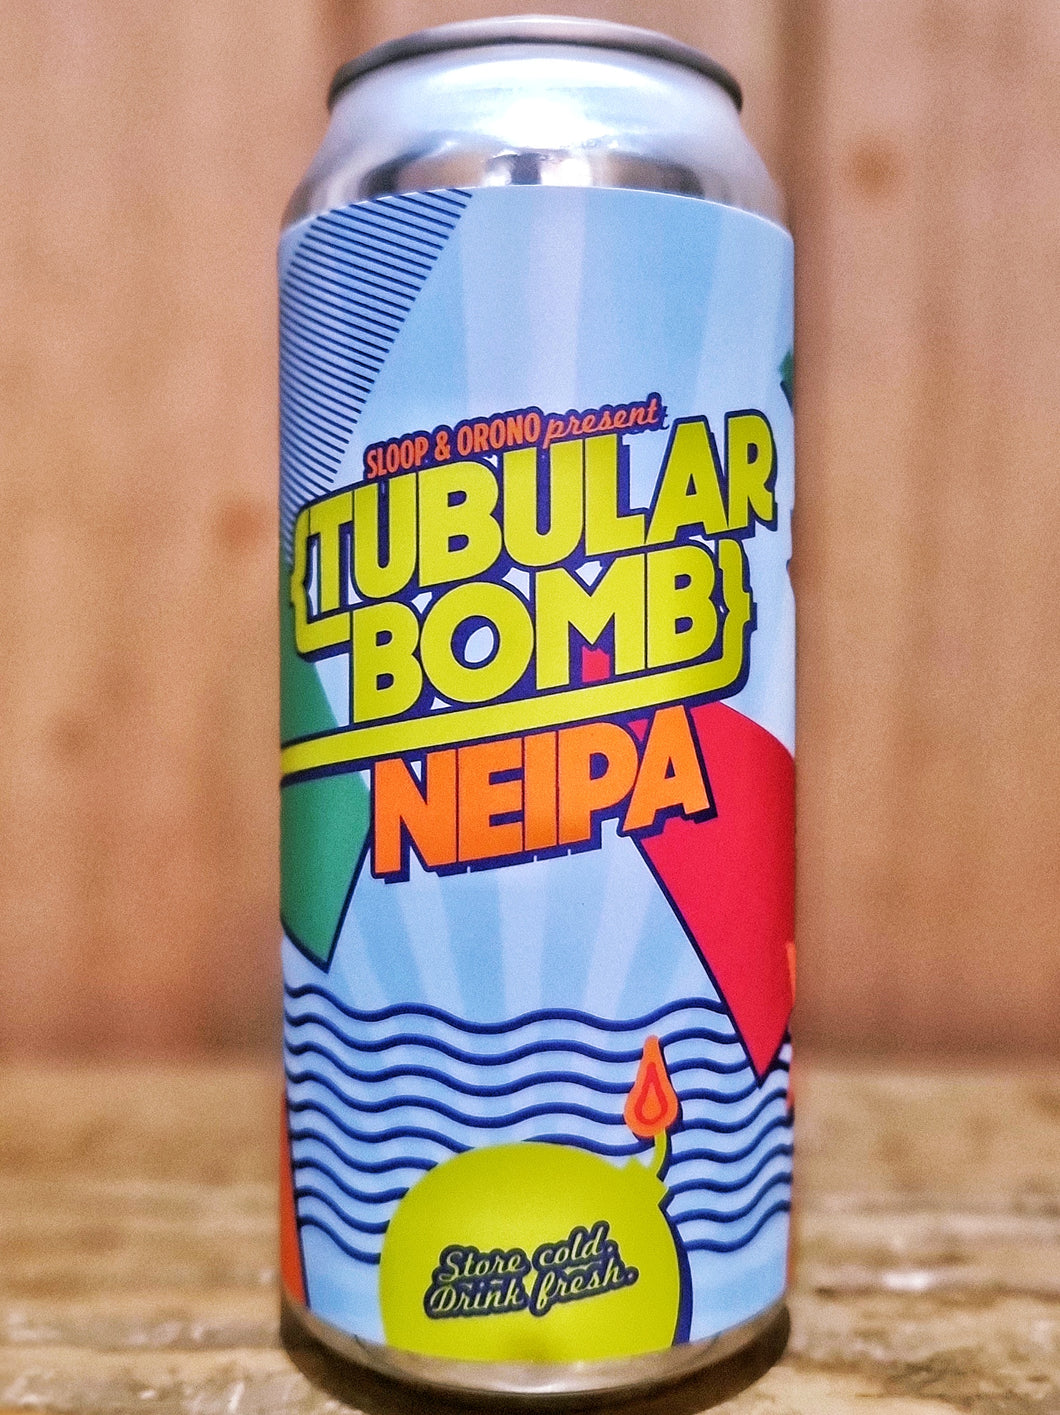 SLOOP & ORONO present
{TUBULAR
BOMB}
NEIPA
Store cold.
Drink fresh.